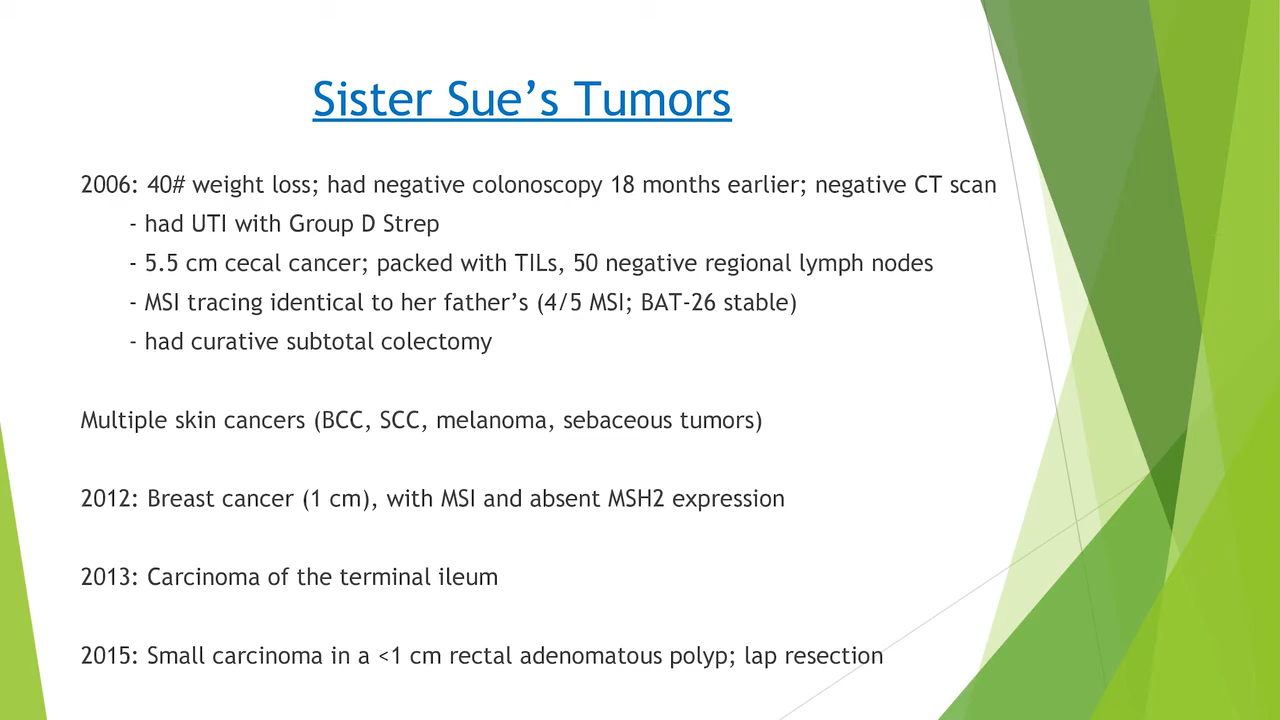 Sister Sue’s Tumors
2006: 40# weight loss; had negative colonoscopy 18 months earlier; negative CT scan
- had UTI with Group D Strep
- 5.5 cm cecal cancer; packed with TILs, 50 negative regional lymph nodes
- MSI tracing identical to her father’s (4/5 MSI; BAT-26 stable)
- had curative subtotal colectomy
Multiple skin cancers (BCC, SCC, melanoma, sebaceous tumors)
2012: Breast cancer (1 cm), with MSI and absent MSH2 expression
2013: Carcinoma of the terminal ileum
2015: Small carcinoma in a <1 cm rectal adenomatous polyp; lap resection